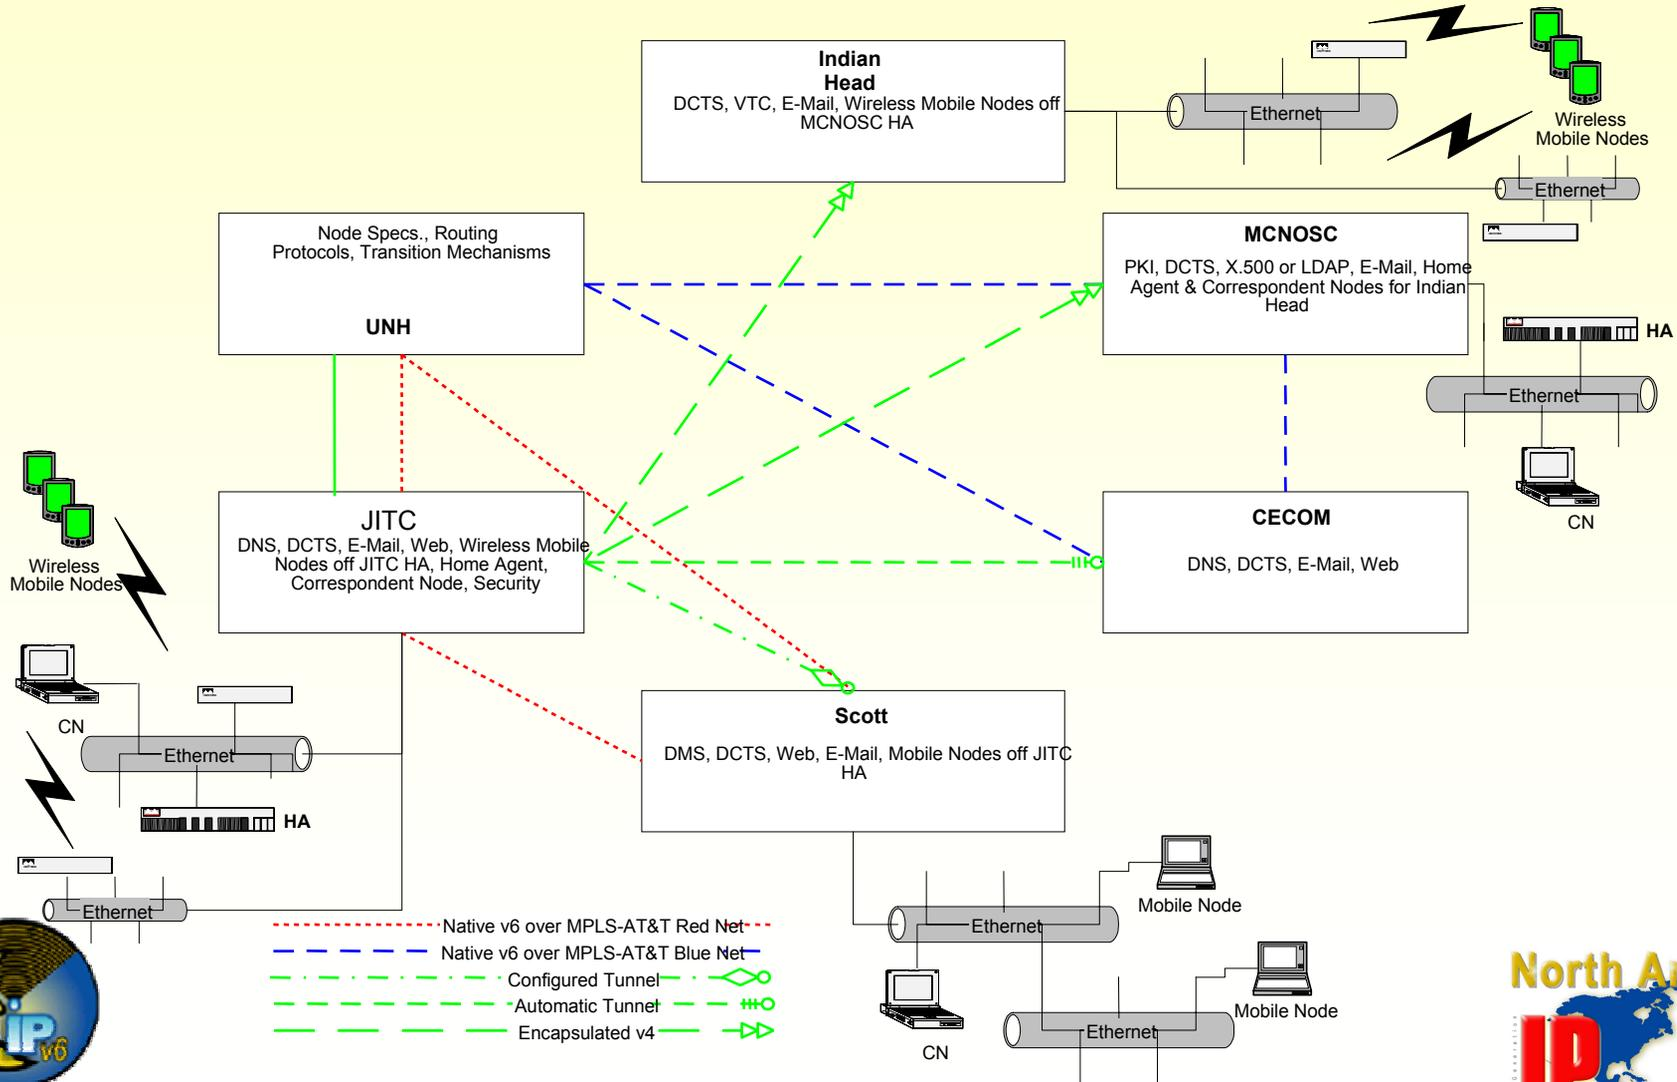 Indian
Head
DCTS, VTC, E-Mail, Wireless Mobile Nodes off
MCNOSC HA
Ethernet
Wireless
Mobile Nodes
Ethernet
Node Specs., Routing
Protocols, Transition Mechanisms
UNH
MCNOSC
PKI, DCTS, X.500 or LDAP, E-Mail, Home
Agent & Correspondent Nodes for Indian
Head
HA
Ethernet
CN
Wireless
Mobile Nodes
JITC
DNS, DCTS, E-Mail, Web, Wireless Mobile
Nodes off JITC HA, Home Agent,
Correspondent Node, Security
CECOM
DNS, DCTS, E-Mail, Web
CN
Ethernet
HA
Ethernet
Scott
DMS, DCTS, Web, E-Mail, Mobile Nodes off JITC
HA
Mobile Node
Ethernet
Mobile Node
CN
Ethernet
Native v6 over MPLS-AT&T Red Net
Native v6 over MPLS-AT&T Blue Net
Configured Tunnel
Automatic Tunnel
Encapsulated v4
IP
v6
North A